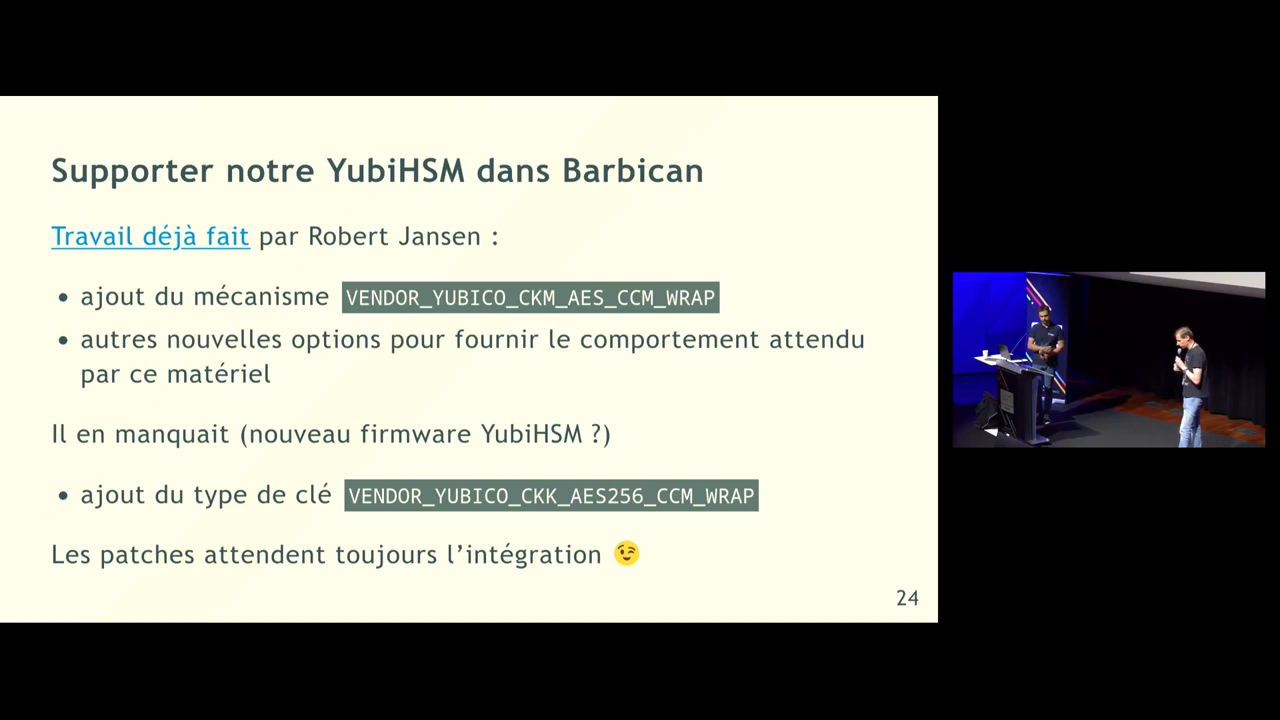 Supporter notre YubiHSM dans Barbican
Travail déjà fait par Robert Jansen :
• ajout du mécanisme VENDOR_YUBICO_CKM_AES_CCM_WRAP
• autres nouvelles options pour fournir le comportement attendu
par ce matériel
Il en manquait (nouveau firmware YubiHSM ?)
• ajout du type de clé VENDOR_YUBICO_CKK_AES256_CCM_WRAP
Les patches attendent toujours l’intégration 😉
24